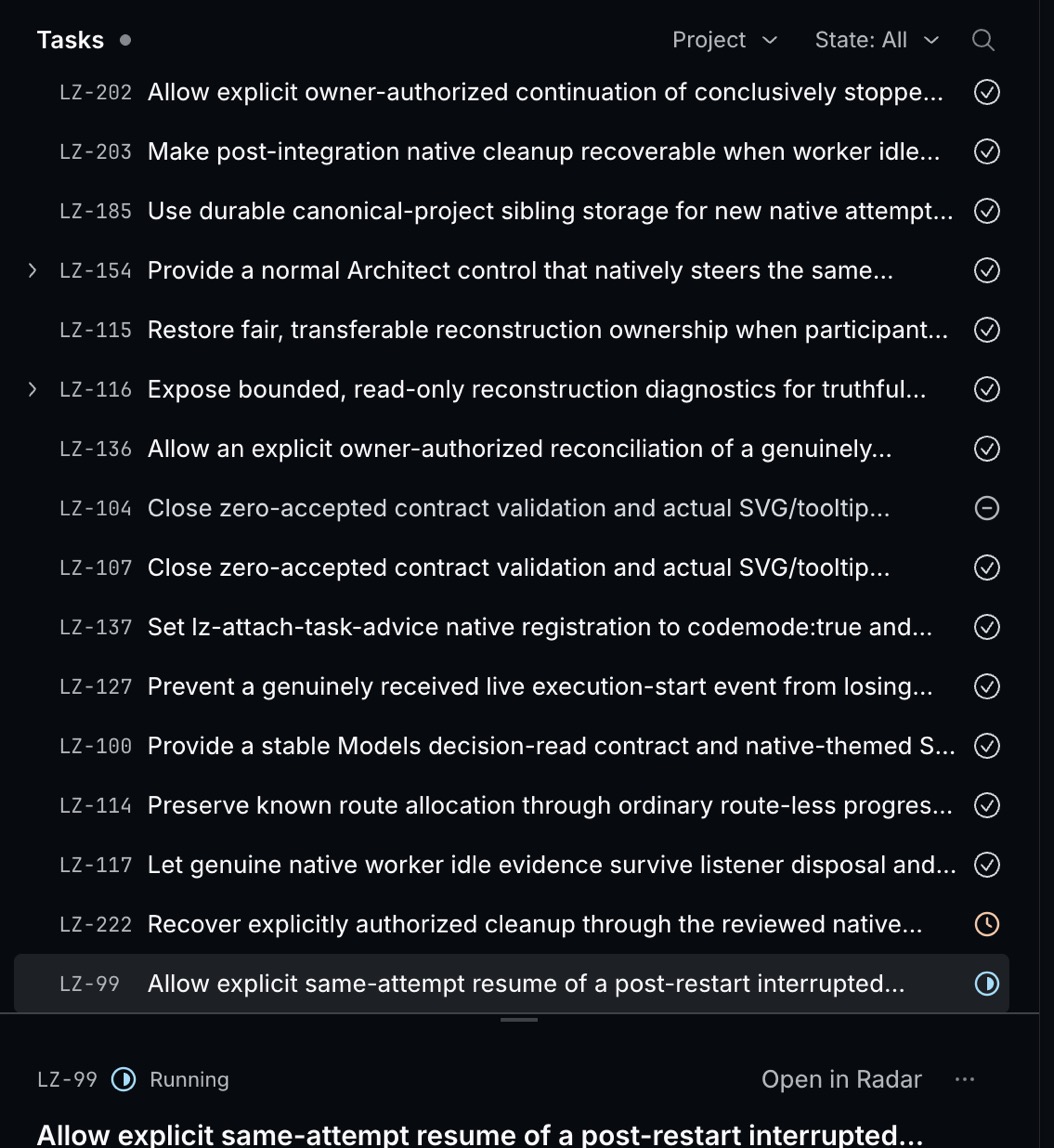 Tasks
Project
State: All
LZ-202 Allow explicit owner-authorized continuation of conclusively stoppe...
LZ-203 Make post-integration native cleanup recoverable when worker idle...
LZ-185 Use durable canonical-project sibling storage for new native attempt...
LZ-154 Provide a normal Architect control that natively steers the same...
LZ-115 Restore fair, transferable reconstruction ownership when participant...
LZ-116 Expose bounded, read-only reconstruction diagnostics for truthful...
LZ-136 Allow an explicit owner-authorized reconciliation of a genuinely...
LZ-104 Close zero-accepted contract validation and actual SVG/tooltip...
LZ-107 Close zero-accepted contract validation and actual SVG/tooltip...
LZ-137 Set lz-attach-task-advice native registration to codemode:true and...
LZ-127 Prevent a genuinely received live execution-start event from losing...
LZ-100 Provide a stable Models decision-read contract and native-themed S...
LZ-114 Preserve known route allocation through ordinary route-less progres...
LZ-117 Let genuine native worker idle evidence survive listener disposal and...
LZ-222 Recover explicitly authorized cleanup through the reviewed native...
LZ-99 Allow explicit same-attempt resume of a post-restart interrupted...
LZ-99 Running
Open in Radar
Allow explicit same-attempt resume of a post-restart interrupted...